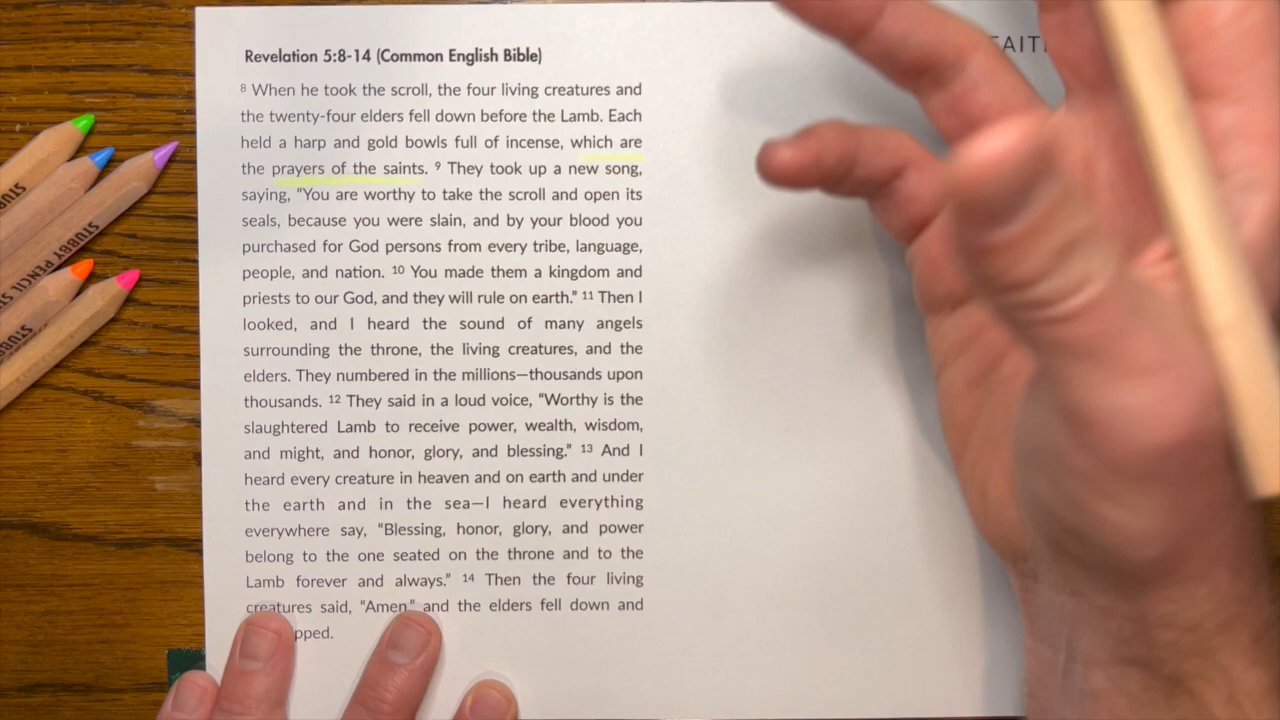 Revelation 5:8-14 (Common English Bible)
8 When he took the scroll, the four living creatures and
the twenty-four elders fell down before the Lamb. Each
held a harp and gold bowls full of incense, which are
the prayers of the saints. 9 They took up a new song,
saying, “You are worthy to take the scroll and open its
seals, because you were slain, and by your blood you
purchased for God persons from every tribe, language,
people, and nation. 10 You made them a kingdom and
priests to our God, and they will rule on earth.” 11 Then I
looked, and I heard the sound of many angels
surrounding the throne, the living creatures, and the
elders. They numbered in the millions—thousands upon
thousands. 12 They said in a loud voice, “Worthy is the
slaughtered Lamb to receive power, wealth, wisdom,
and might, and honor, glory, and blessing.” 13 And I
heard every creature in heaven and on earth and under
the earth and in the sea—I heard everything
everywhere say, “Blessing, honor, glory, and power
belong to the one seated on the throne and to the
Lamb forever and always.” 14 Then the four living
creatures said, “Amen,” and the elders fell down and
pped.
FAIT
STUBBY PENCIL